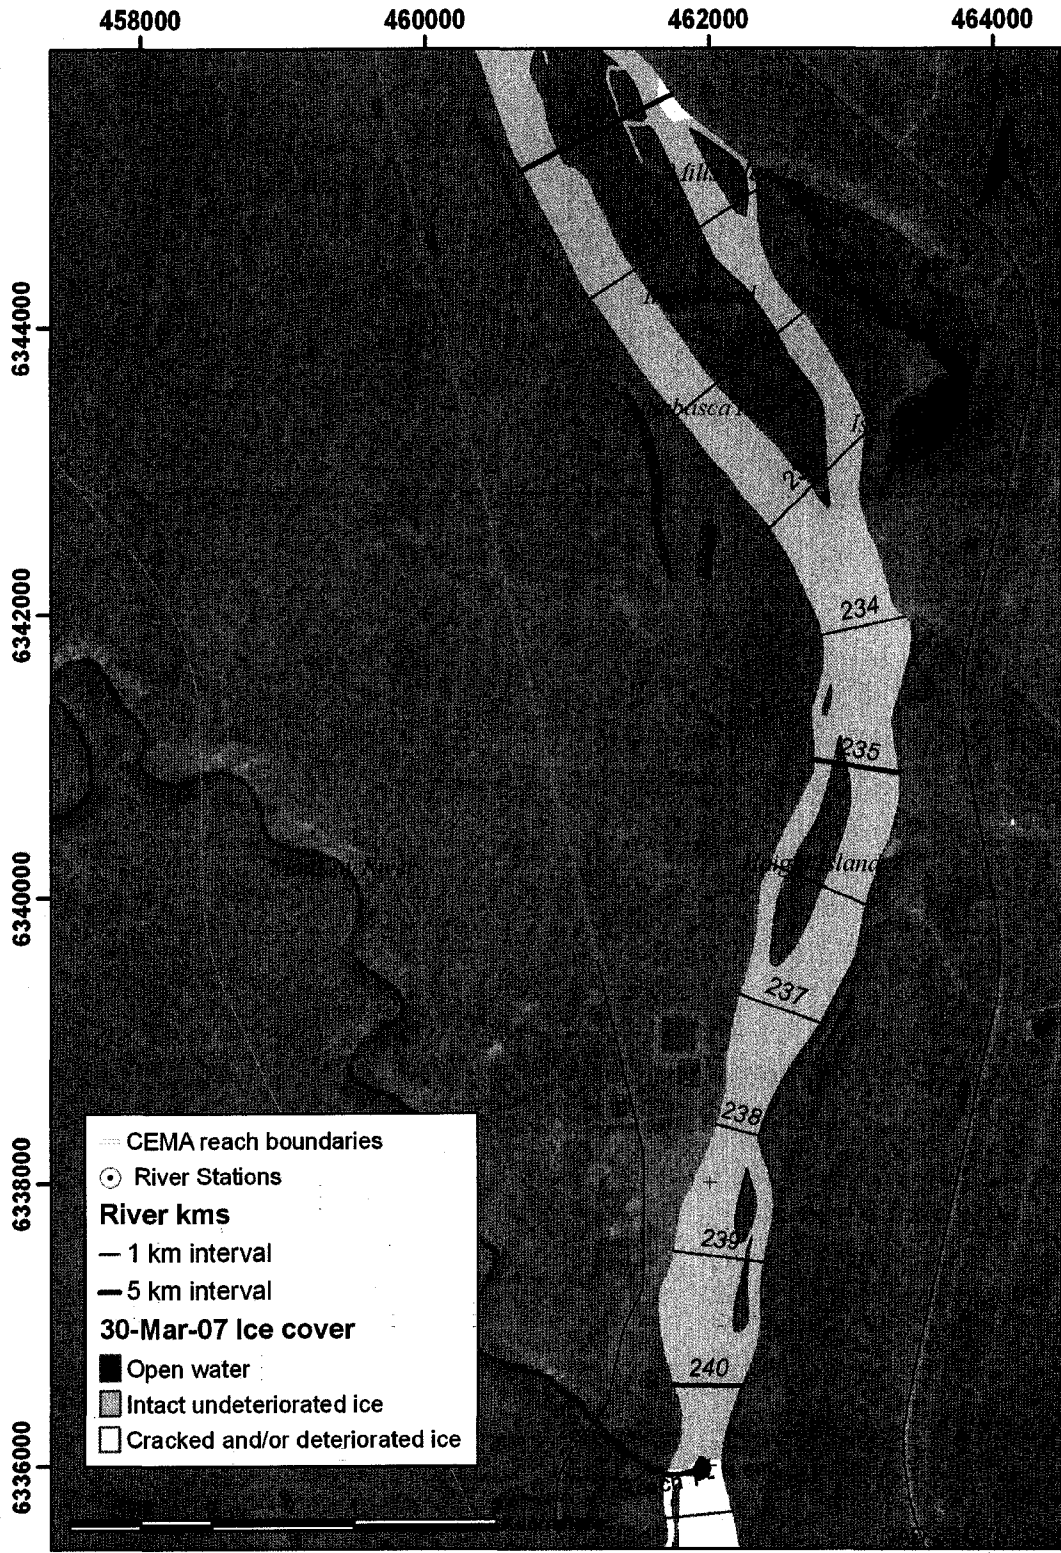 458000 460000 462000 464000
6344000
6342000
6340000
6338000
6336000
234
235
237
238
239
240
CEMA reach boundaries
River Stations
River kms
1 km interval
5 km interval
30-Mar-07 Ice cover
Open water
Intact undeteriorated ice
Cracked and/or deteriorated ice